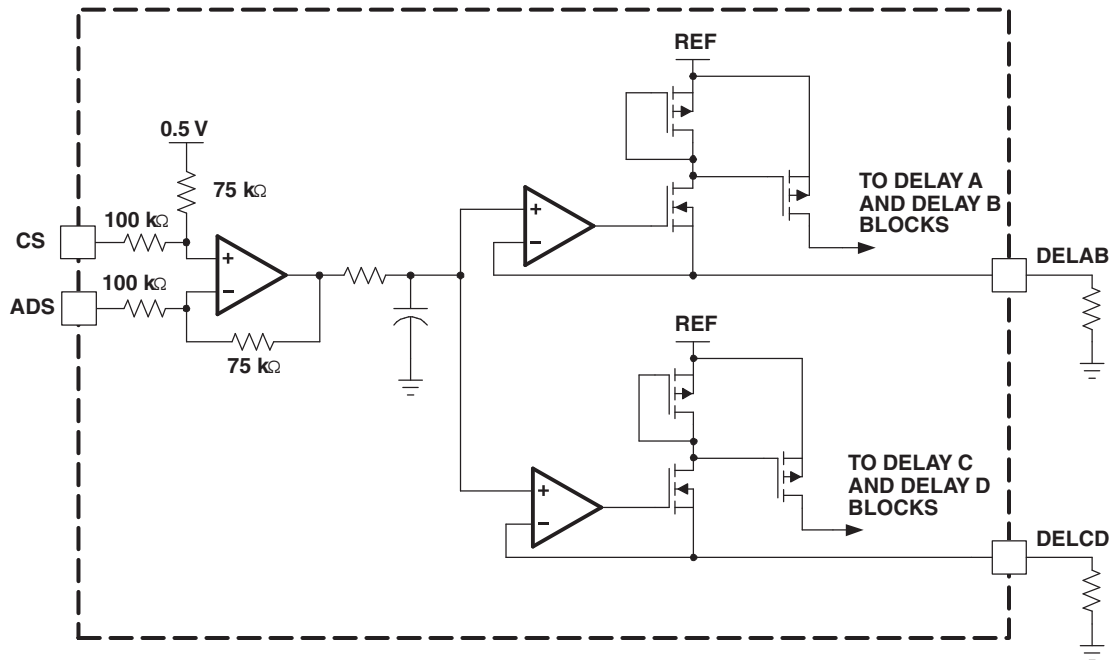 REF
0.5 V
75 kΩ
TO DELAY A
AND DELAY B
BLOCKS
100 kΩ
CS
+
−
+
−
DELAB
100 kΩ
ADS
75 kΩ
REF
TO DELAY C
AND DELAY D
BLOCKS
+
−
DELCD